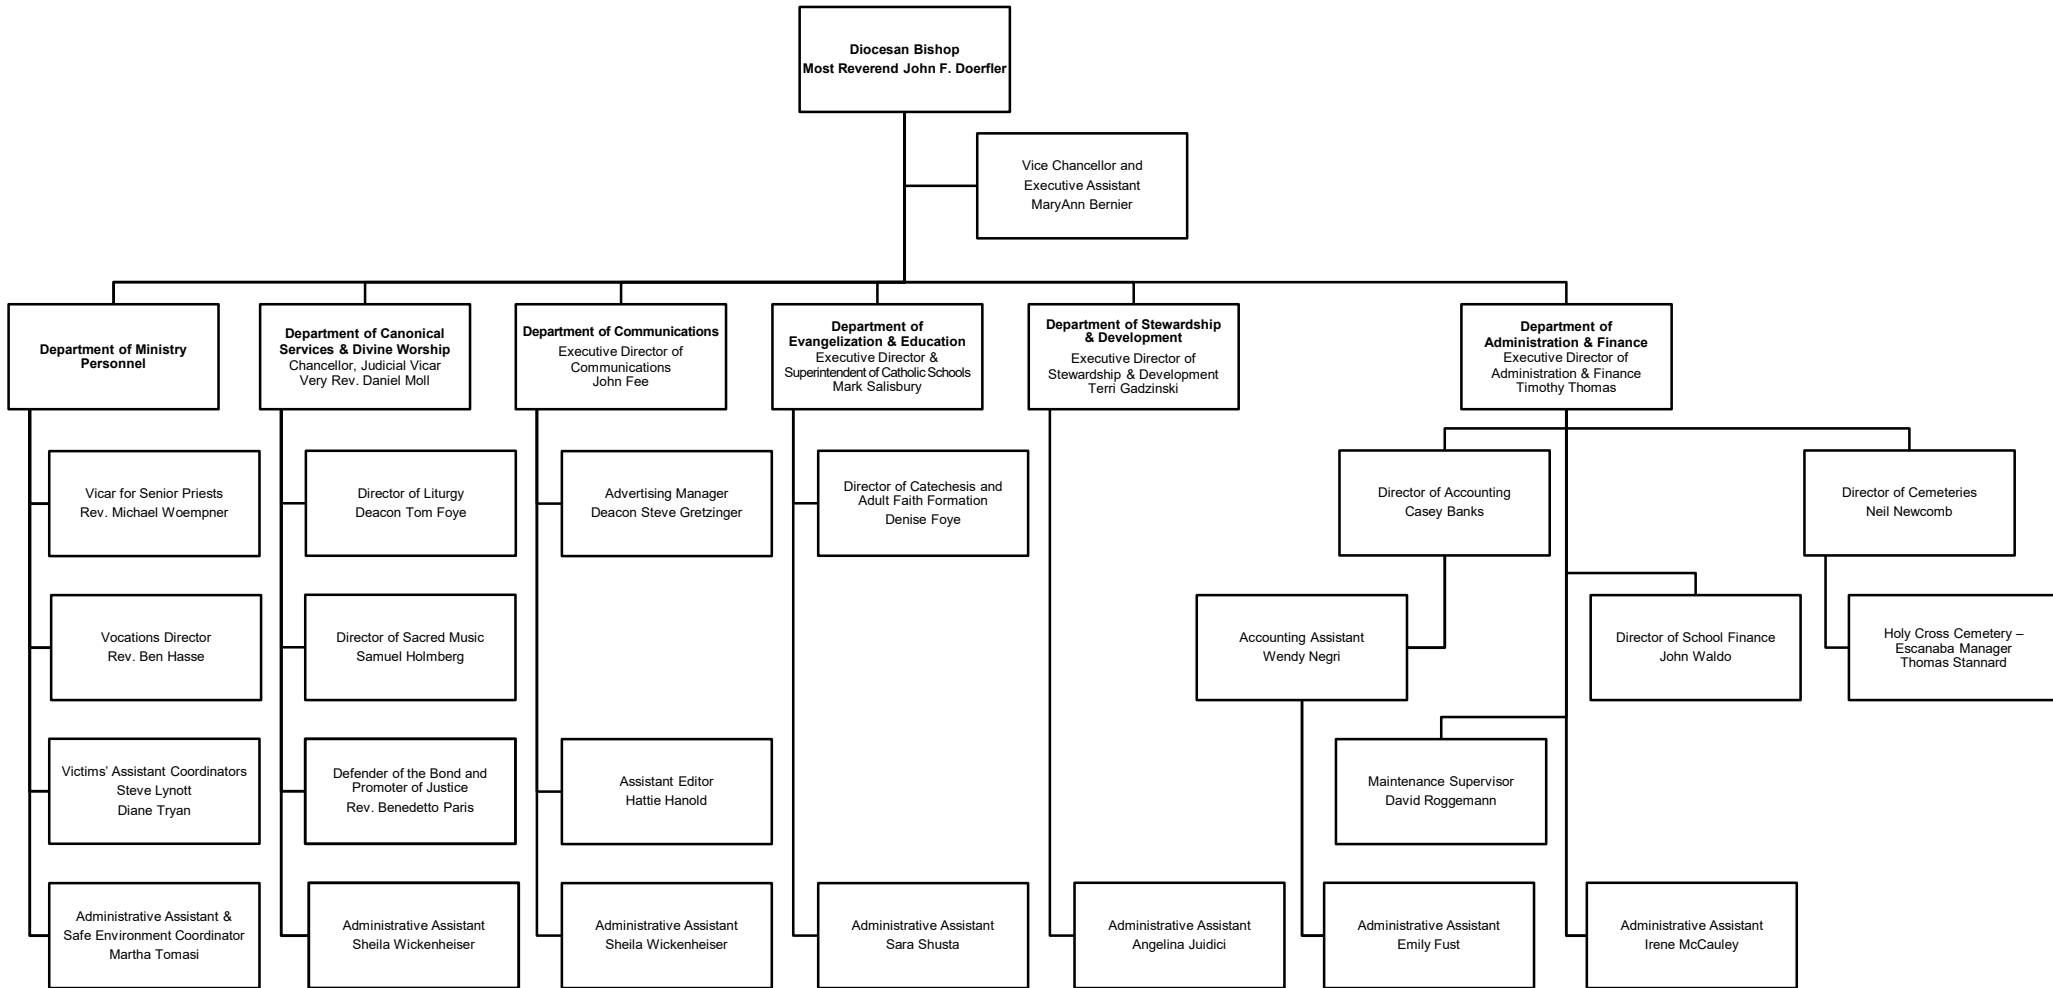 Diocesan Bishop
Most Reverend John F. Doerfler
Vice Chancellor and
Executive Assistant
MaryAnn Bernier
Department of Ministry
Personnel
Department of Canonical
Services & Divine Worship
Chancellor, Judicial Vicar
Very Rev. Daniel Moll
Department of Communications
Executive Director of
Communications
John Fee
Department of
Evangelization & Education
Executive Director &
Superintendent of Catholic Schools
Mark Salisbury
Department of Stewardship
& Development
Executive Director of
Stewardship & Development
Terri Gadzinski
Department of
Administration & Finance
Executive Director of
Administration & Finance
Timothy Thomas
Vicar for Senior Priests
Rev. Michael Woempner
Director of Liturgy
Deacon Tom Foye
Advertising Manager
Deacon Steve Gretzinger
Director of Catechesis and
Adult Faith Formation
Denise Foye
Director of Accounting
Casey Banks
Director of Cemeteries
Neil Newcomb
Vocations Director
Rev. Ben Hasse
Director of Sacred Music
Samuel Holmberg
Accounting Assistant
Wendy Negri
Director of School Finance
John Waldo
Holy Cross Cemetery –
Escanaba Manager
Thomas Stannard
Victims’ Assistant Coordinators
Steve Lynott
Diane Tryan
Defender of the Bond and
Promoter of Justice
Rev. Benedetto Paris
Assistant Editor
Hattie Hanold
Maintenance Supervisor
David Roggemann
Administrative Assistant &
Safe Environment Coordinator
Martha Tomasi
Administrative Assistant
Sheila Wickenheiser
Administrative Assistant
Sheila Wickenheiser
Administrative Assistant
Sara Shusta
Administrative Assistant
Angelina Juidici
Administrative Assistant
Emily Fust
Administrative Assistant
Irene McCauley